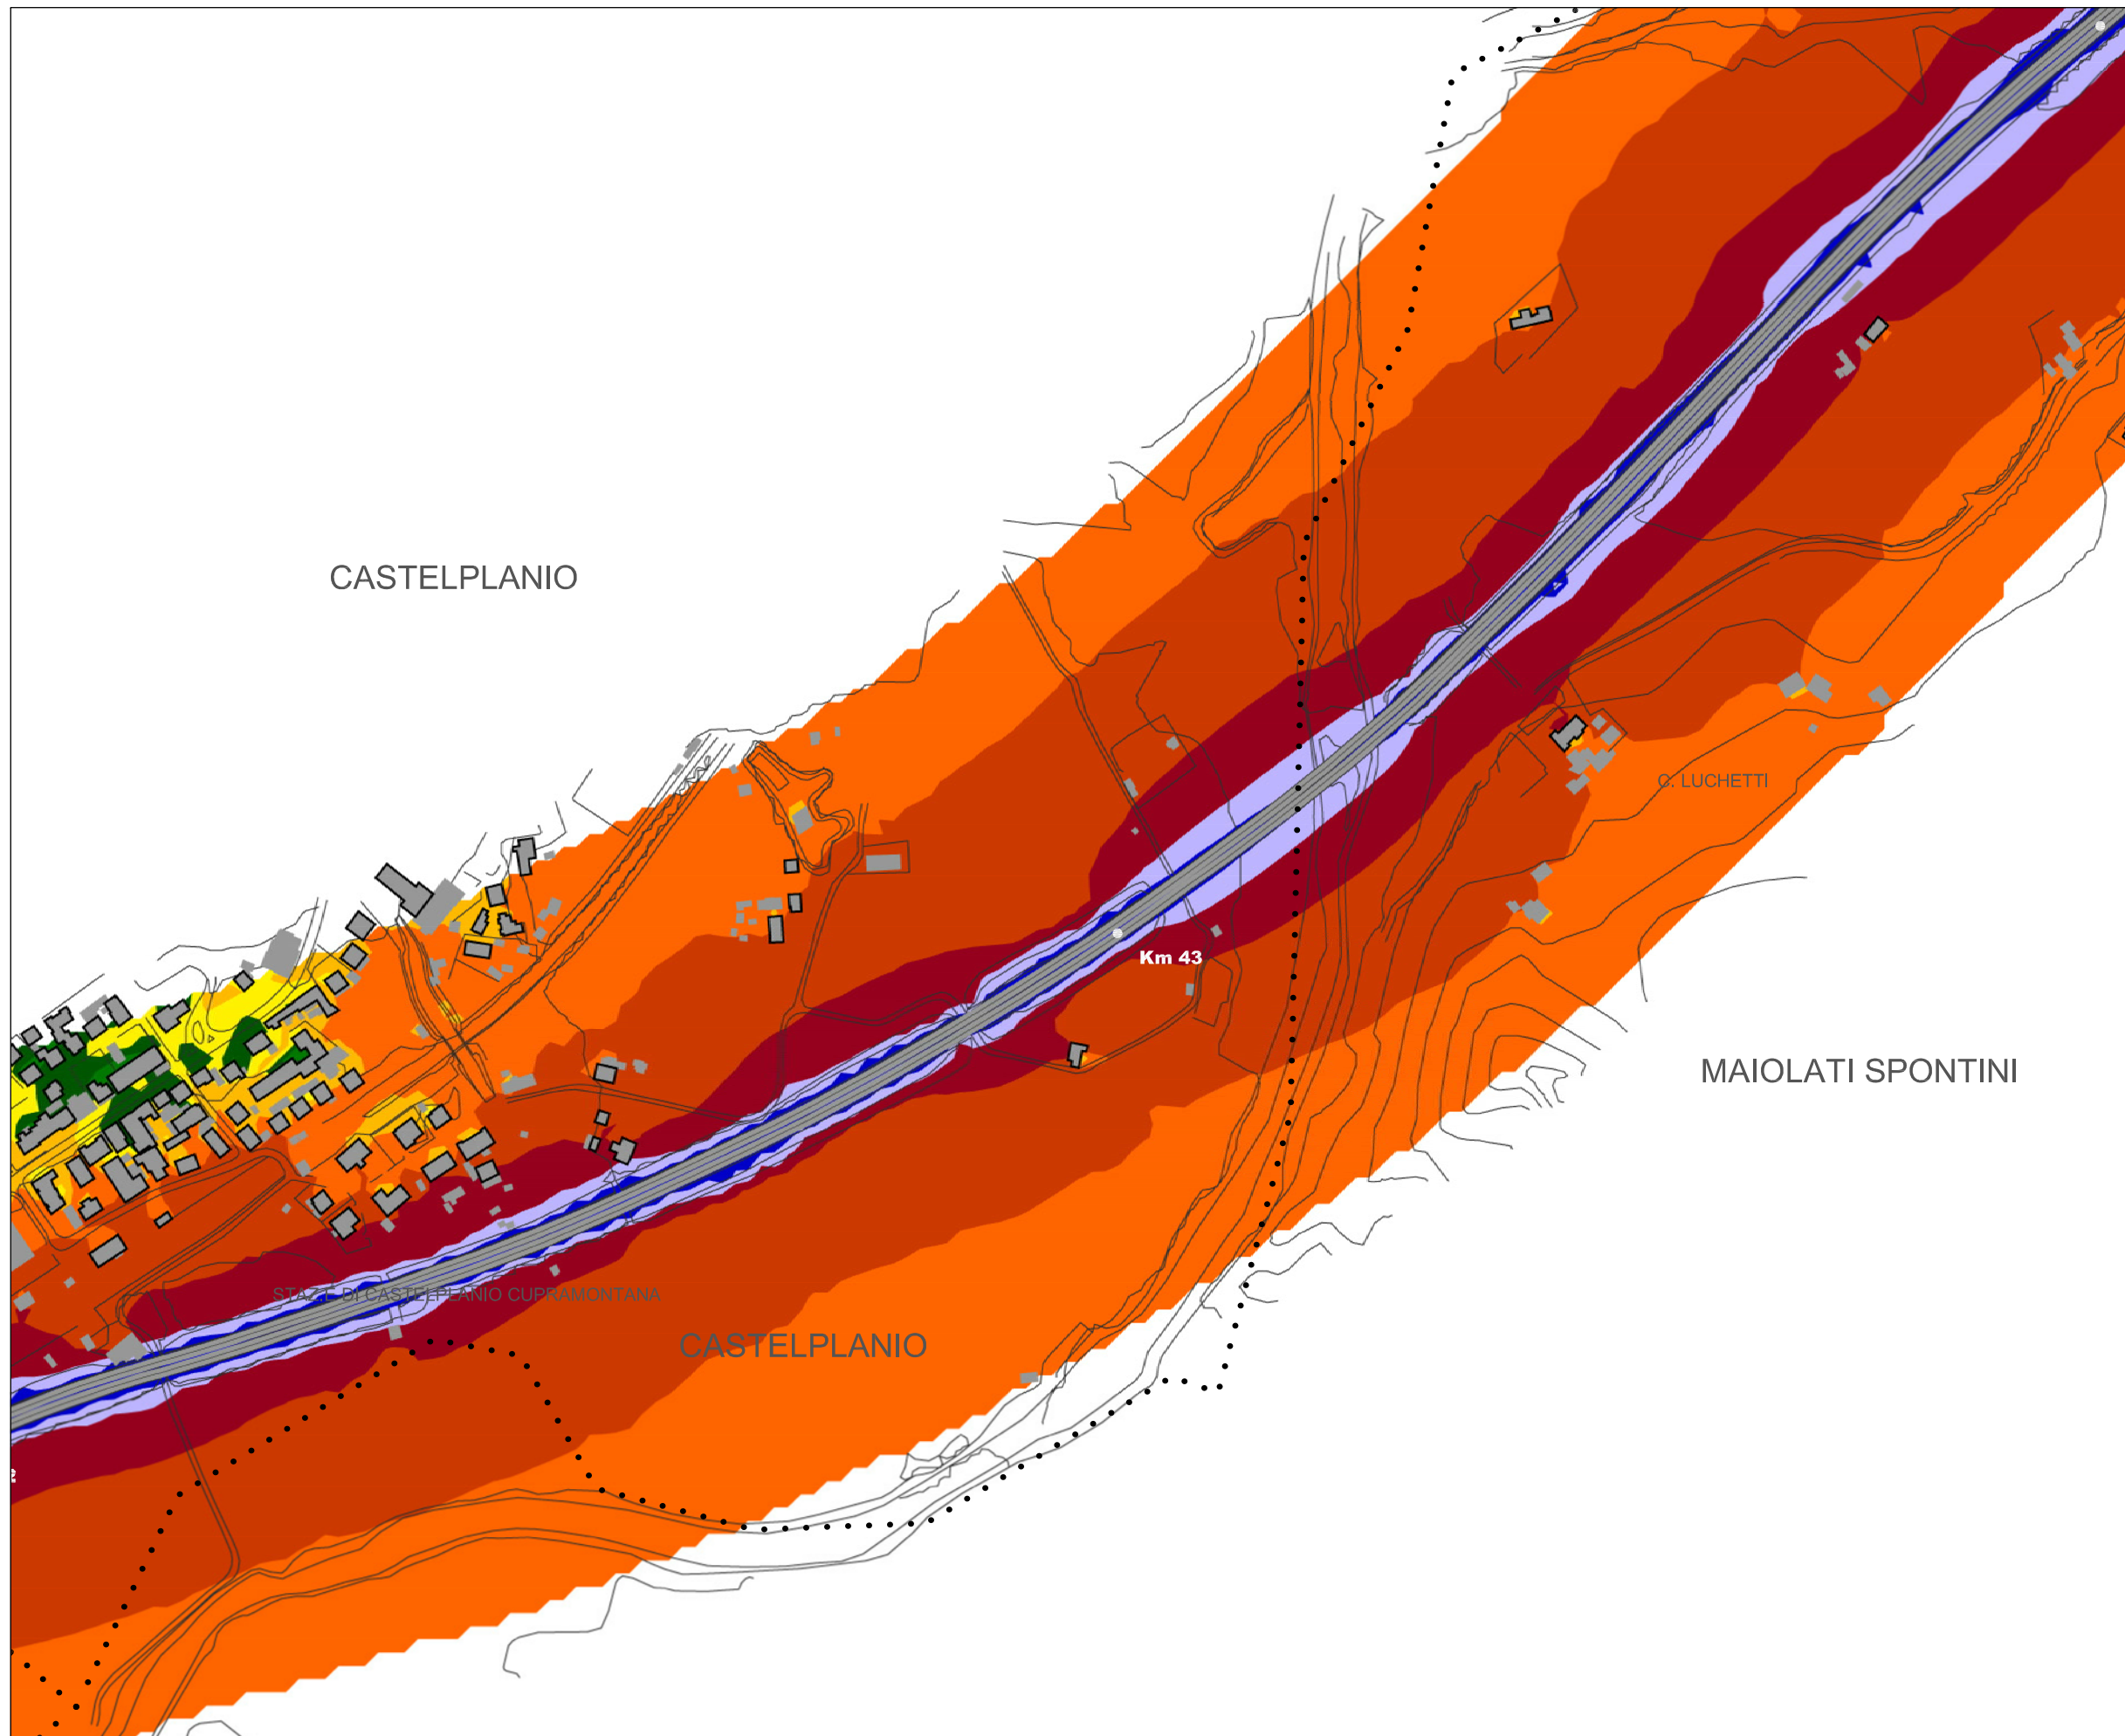 CASTELPLANIO
C. LUCHETTI
Km 43
MAIOLATI SPONTINI
STAZ.E DI CASTELPLANIO CUPRAMONTANA
CASTELPLANIO